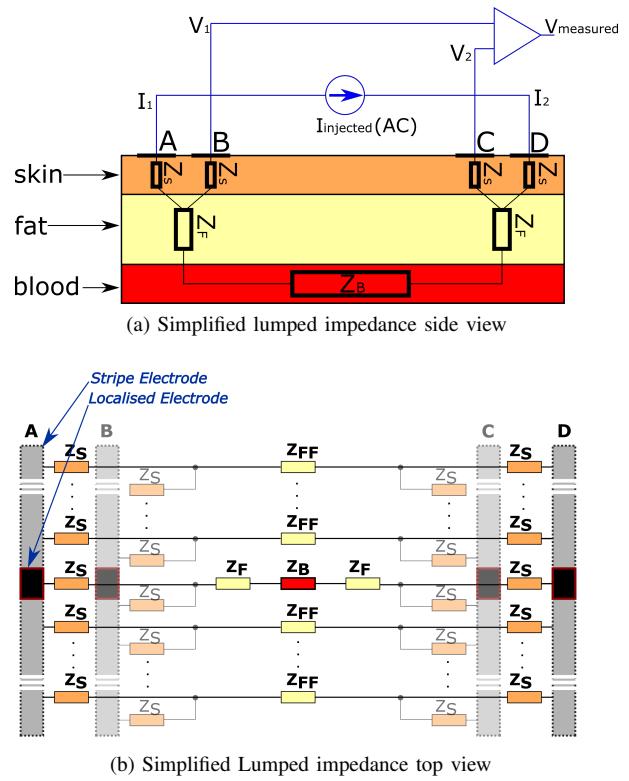 V1
V2
Vmeasured
I1
I2
Iinjected(AC)
A
B
C
D
ZS
ZS
ZS
ZS
skin
fat
ZF
ZF
blood
ZB
(a) Simplified lumped impedance side view
Stripe Electrode
Localised Electrode
A
B
C
D
ZS
ZFF
ZS
ZS
ZS
ZS
ZFF
ZS
ZS
ZS
ZS
ZF
ZB
ZF
ZS
ZS
ZS
ZS
ZFF
ZS
ZS
ZS
ZS
ZFF
ZS
ZS
ZS
(b) Simplified Lumped impedance top view